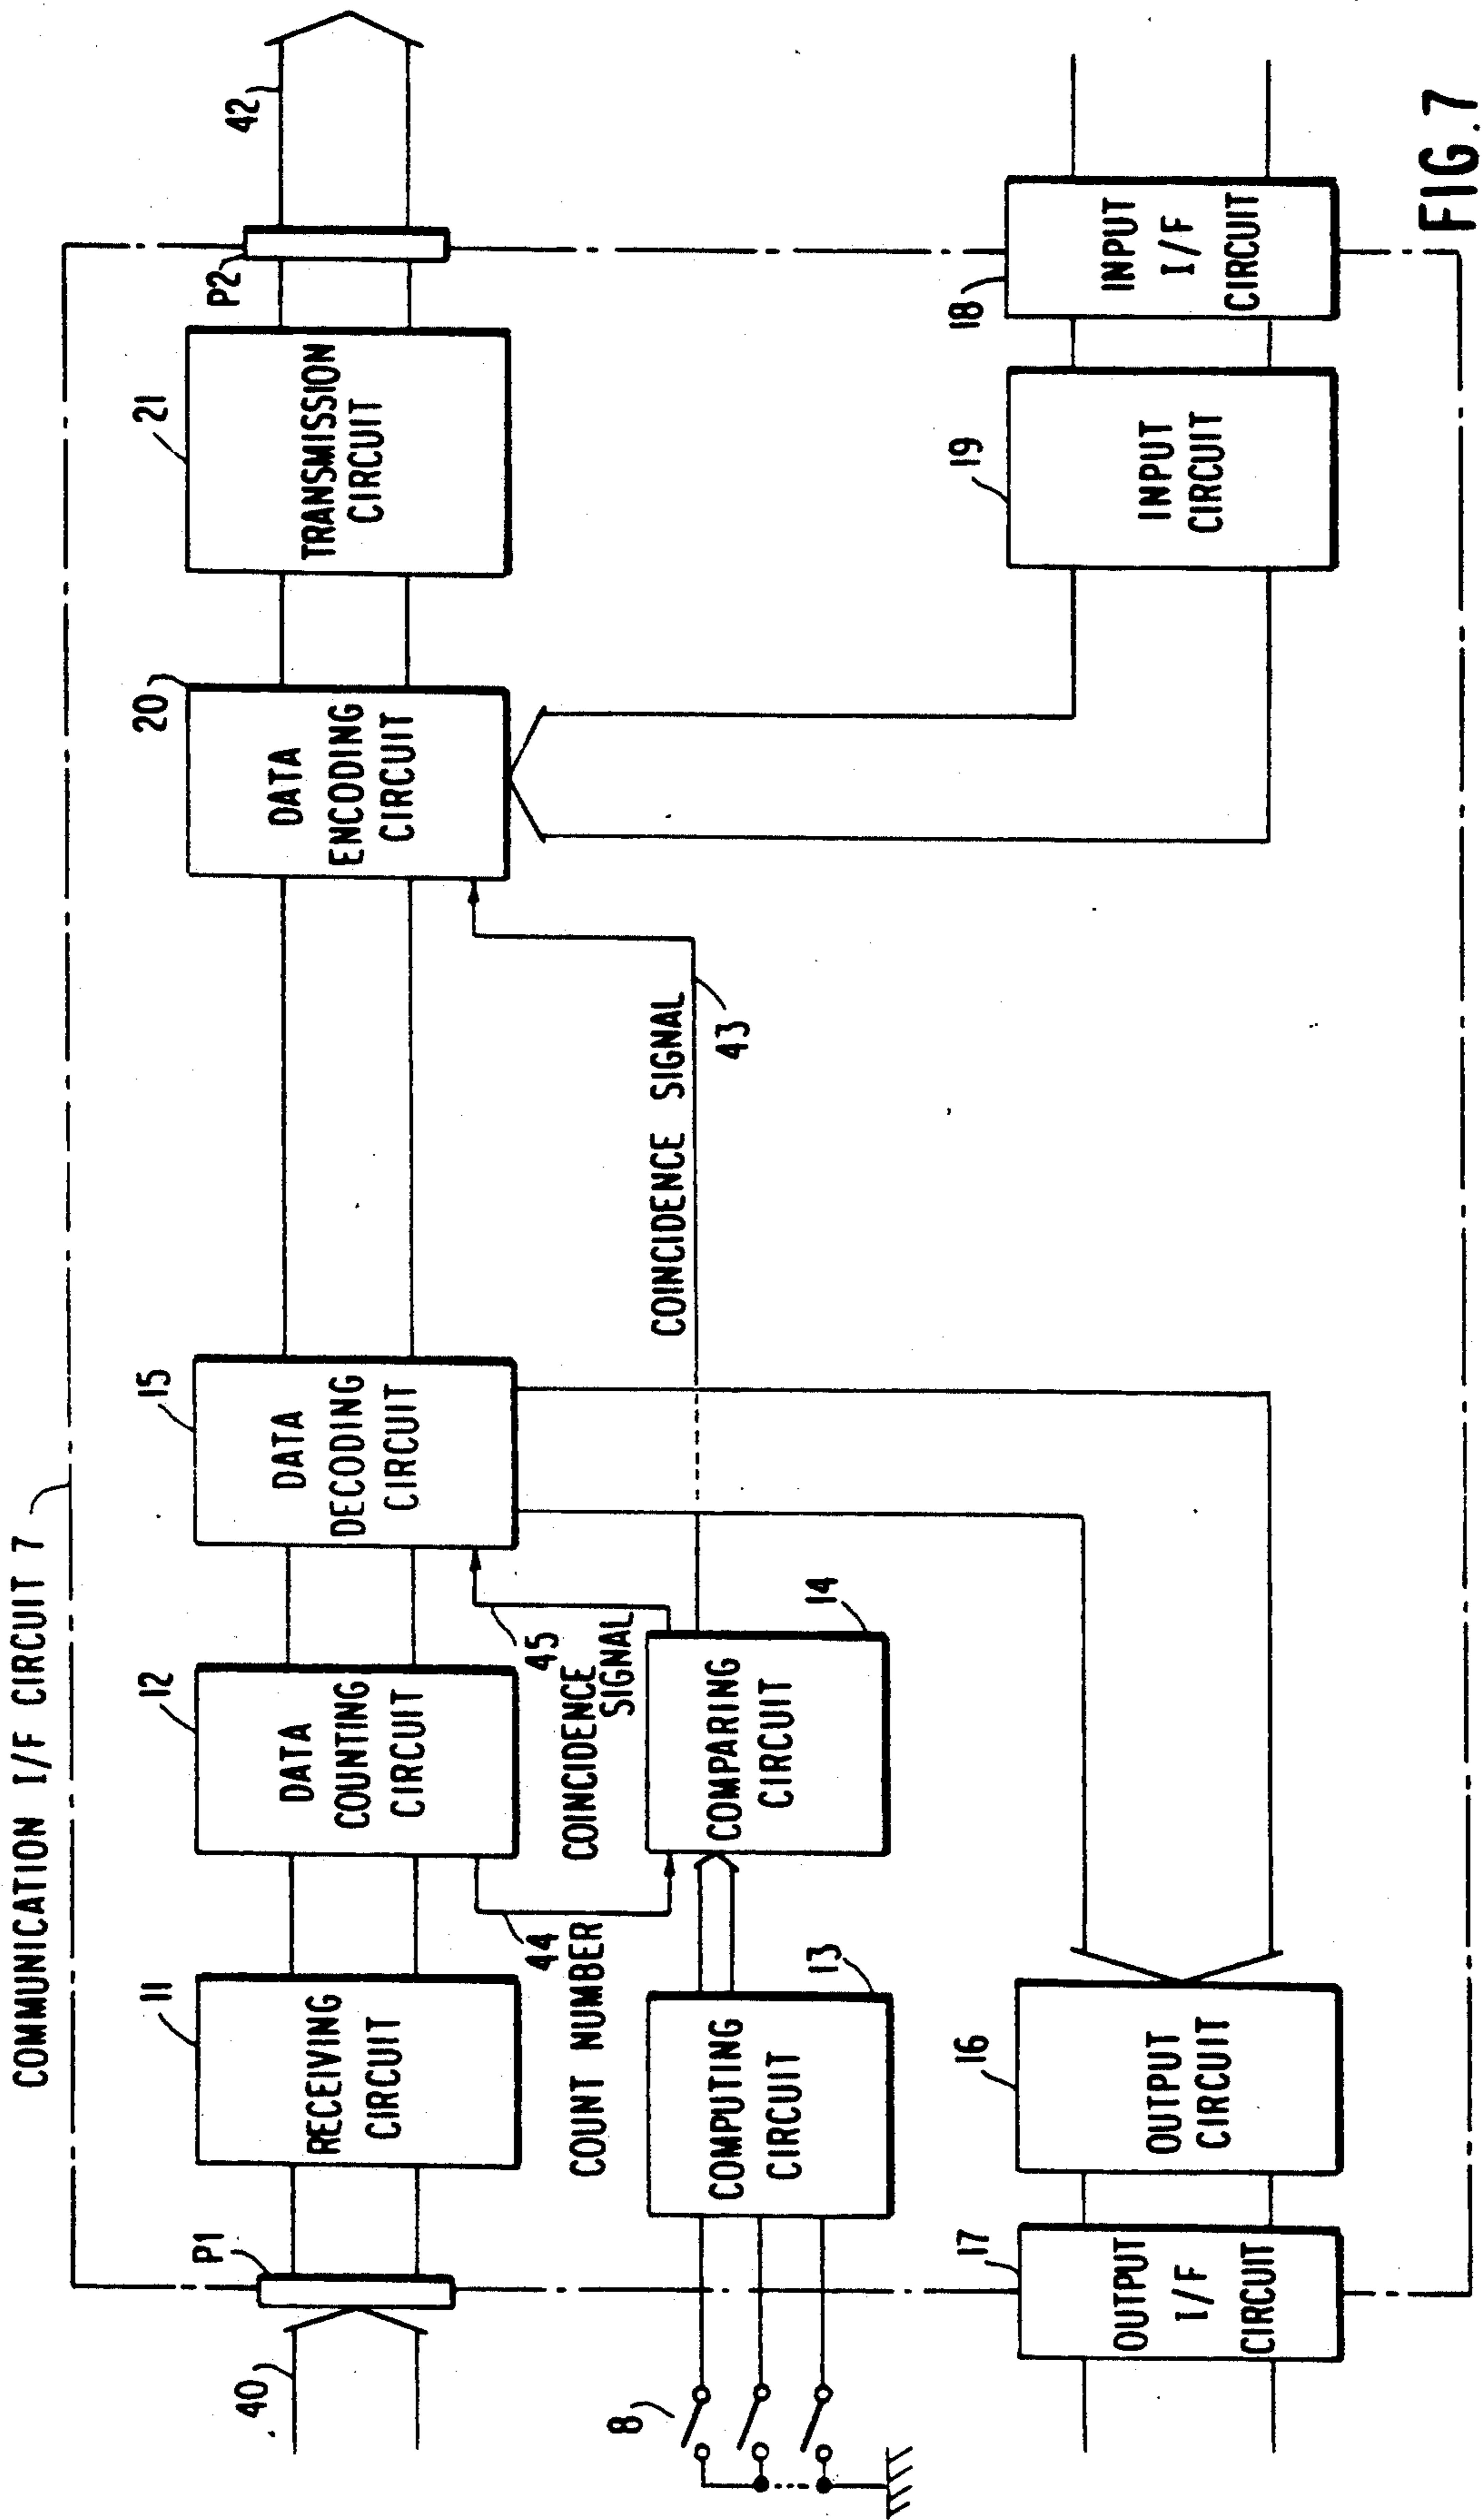 COMMUNICATION I/F CIRCUIT 7
40
P1
11
RECEIVING
CIRCUIT
12
DATA
COUNTING
CIRCUIT
15
DATA
DECODING
CIRCUIT
20
DATA
ENCODING
CIRCUIT
21
TRANSMISSION
CIRCUIT
P2
42
44
COUNT NUMBER
45
COINCIDENCE
SIGNAL
COINCIDENCE SIGNAL
43
8
COMPUTING
CIRCUIT
13
COMPARING
CIRCUIT
14
17
OUTPUT
I/F
CIRCUIT
16
OUTPUT
CIRCUIT
19
INPUT
CIRCUIT
18
INPUT
I/F
CIRCUIT
FIG.7